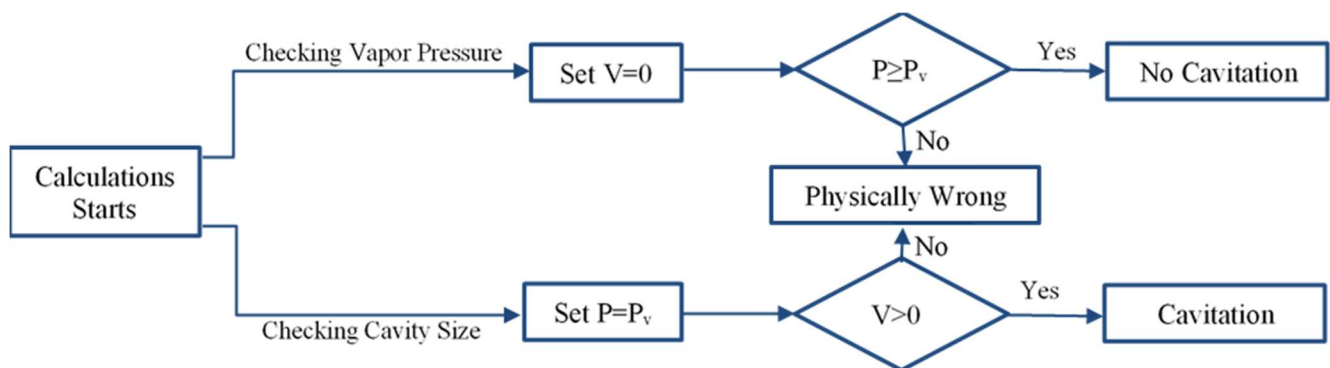 Checking Vapor Pressure
Set V=0
P≥Pv
Yes
No Cavitation
No
Calculations
Starts
Physically Wrong
No
Checking Cavity Size
Set P=Pv
V>0
Yes
Cavitation